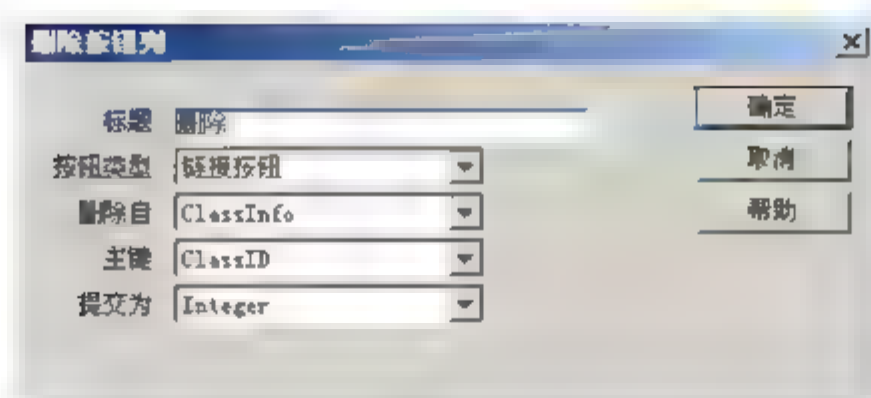 删除按钮列
标题 删除
确定
按钮类型 链接按钮
取消
删除自 ClassInfo
帮助
主键 ClassID
提交为 Integer